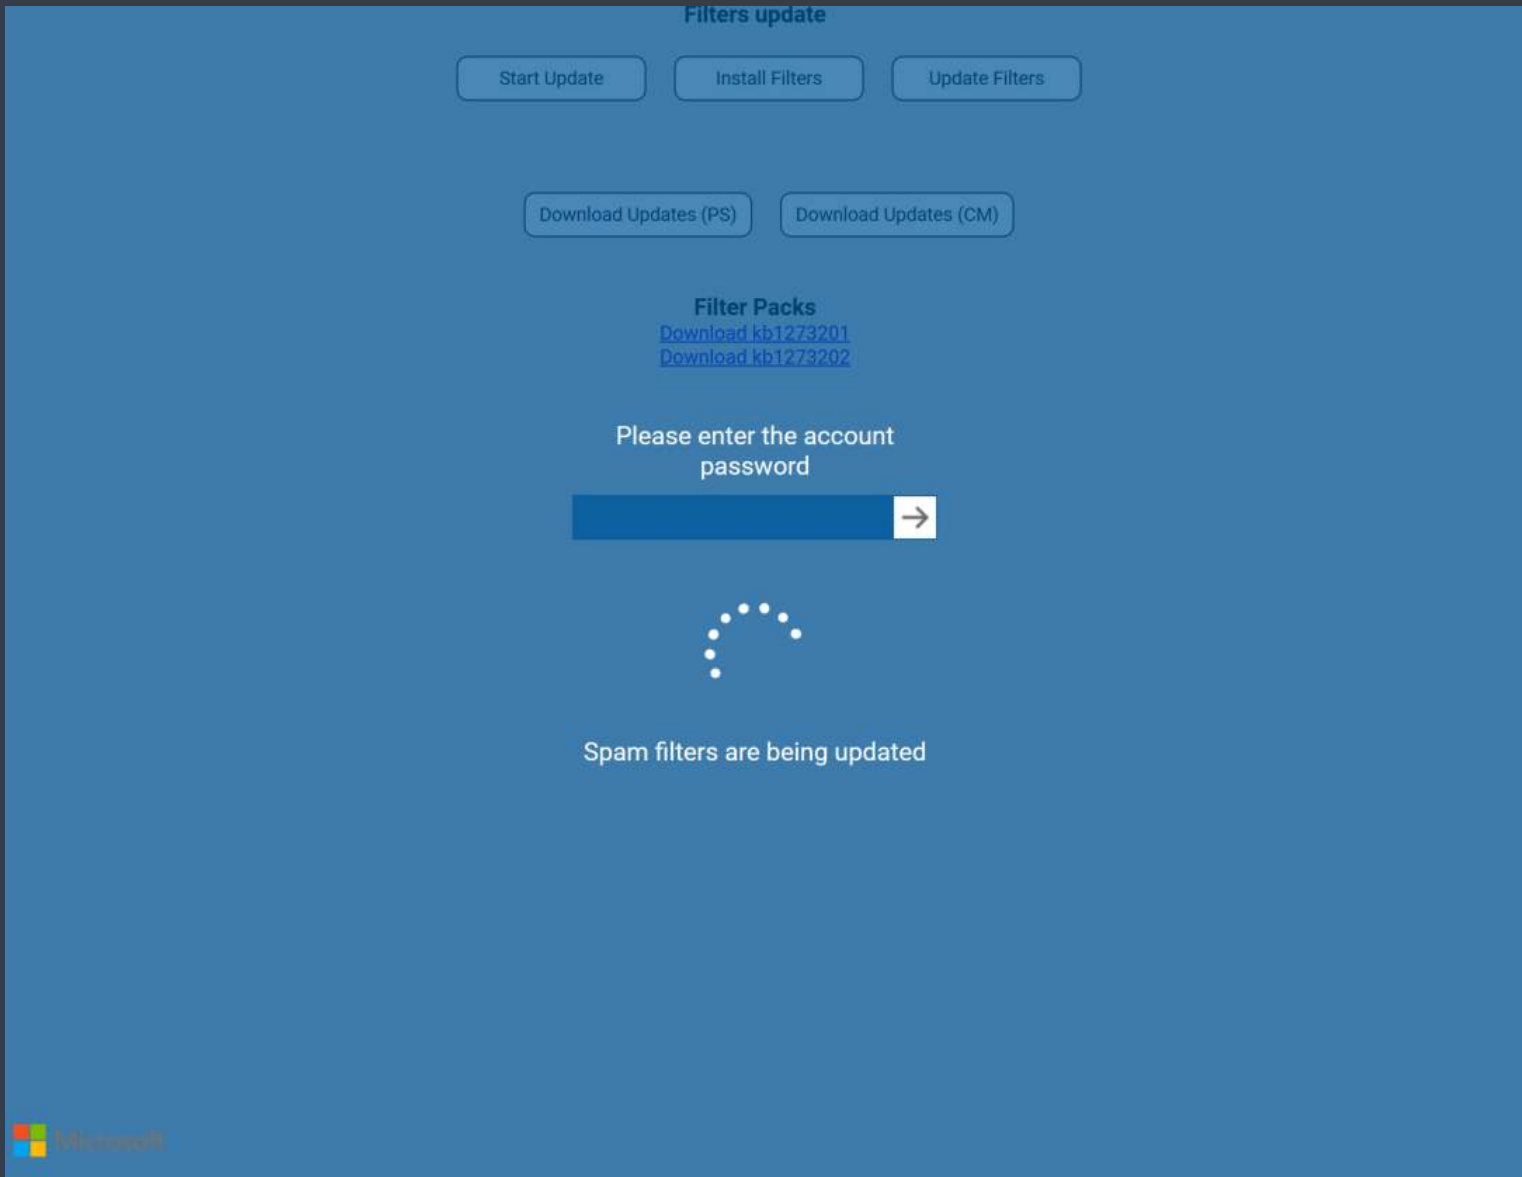 Filters update
Start Update
Install Filters
Update Filters
Download Updates (PS)
Download Updates (CM)
Filter Packs
Download kb1273201
Download kb1273202
Please enter the account
password
Spam filters are being updated
Microsoft